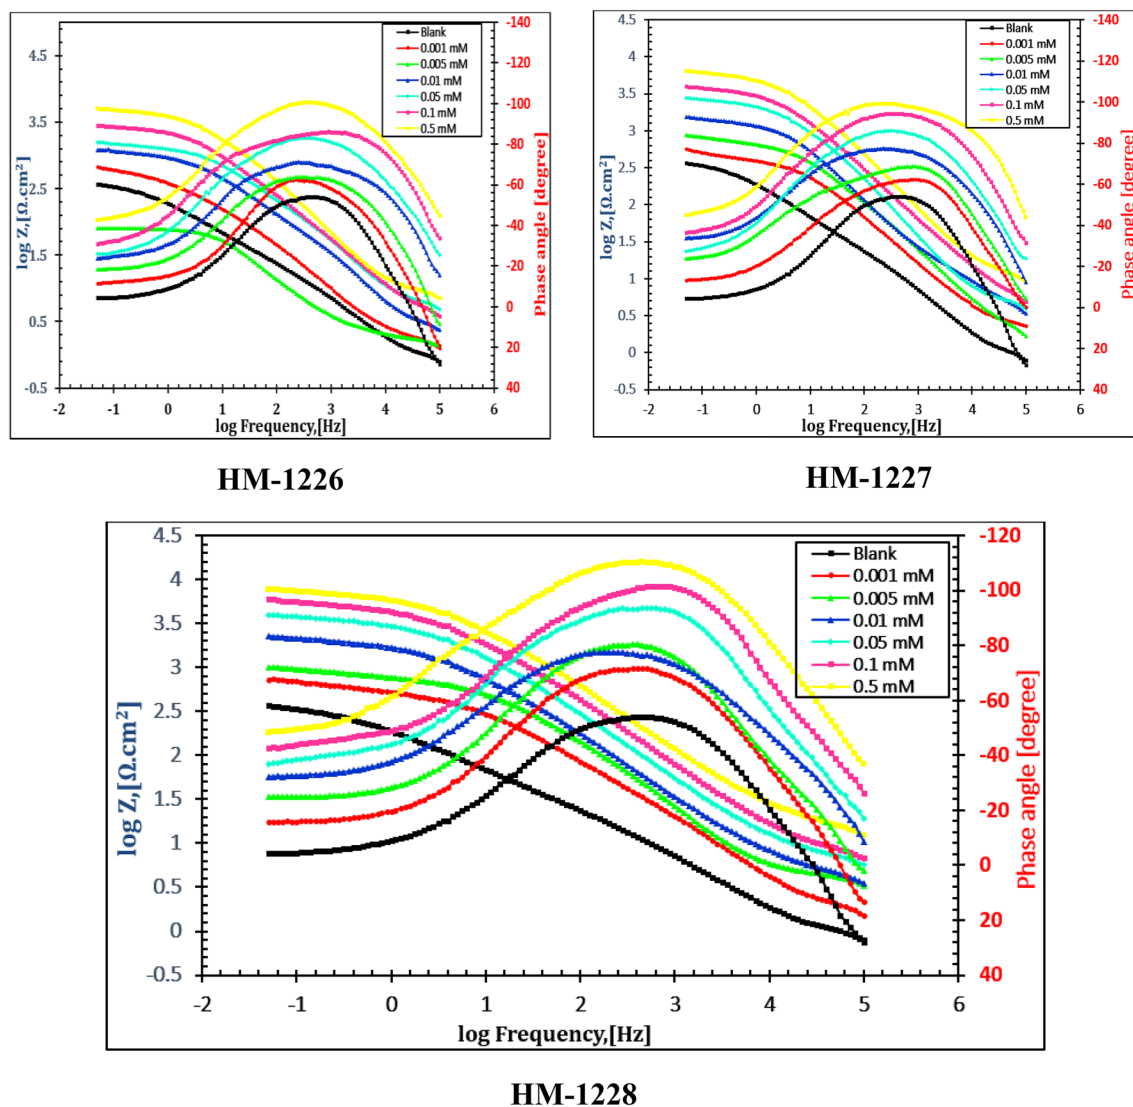 4.5
3.5
2.5
1.5
0.5
-0.5
log Z,[Ω.cm²]
-140
-120
-100
-80
-60
-40
-20
0
20
40
Phase angle [degree]
Blank
0.001 mM
0.005 mM
0.01 mM
0.05 mM
0.1 mM
0.5 mM
-2 -1 0 1 2 3 4 5 6
log Frequency,[Hz]
HM-1226
4.5
4
3.5
3
2.5
2
1.5
1
0.5
0
-0.5
log Z,[Ω.cm²]
-140
-120
-100
-80
-60
-40
-20
0
20
40
Phase angle [degree]
Blank
0.001 mM
0.005 mM
0.01 mM
0.05 mM
0.1 mM
0.5 mM
-2 -1 0 1 2 3 4 5 6
log Frequency,[Hz]
HM-1227
4.5
4
3.5
3
2.5
2
1.5
1
0.5
0
-0.5
log Z,[Ω.cm²]
-120
-100
-80
-60
-40
-20
0
20
40
Phase angle [degree]
Blank
0.001 mM
0.005 mM
0.01 mM
0.05 mM
0.1 mM
0.5 mM
-2 -1 0 1 2 3 4 5 6
log Frequency,[Hz]
HM-1228